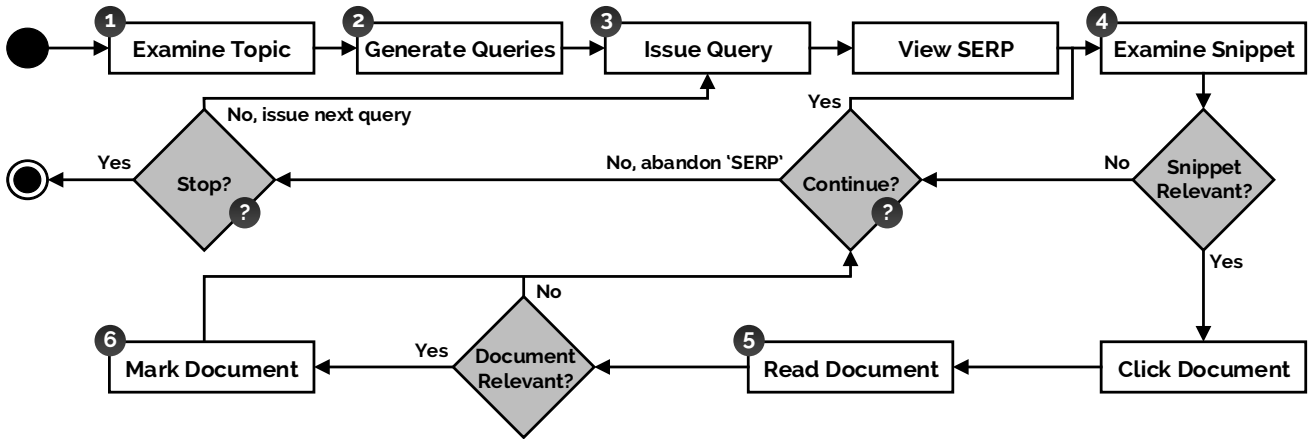 1
Examine Topic
2
Generate Queries
3
Issue Query
View SERP
4
Examine Snippet
No, issue next query
Yes
Yes
Stop?
?
No, abandon 'SERP'
Continue?
?
No
Snippet
Relevant?
Yes
No
6
Mark Document
Yes
Document
Relevant?
5
Read Document
Click Document